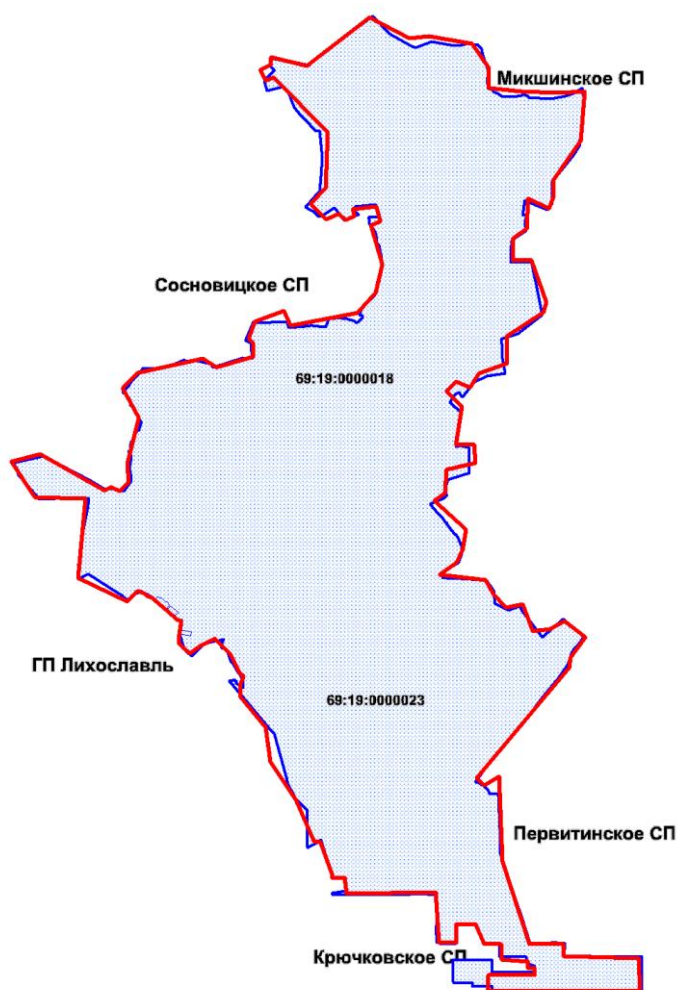 Микшинское СП
Сосновицкое СП
69:19:0000018
ГП Лихославль
69:19:0000023
Первитинское СП
Крючковское СП